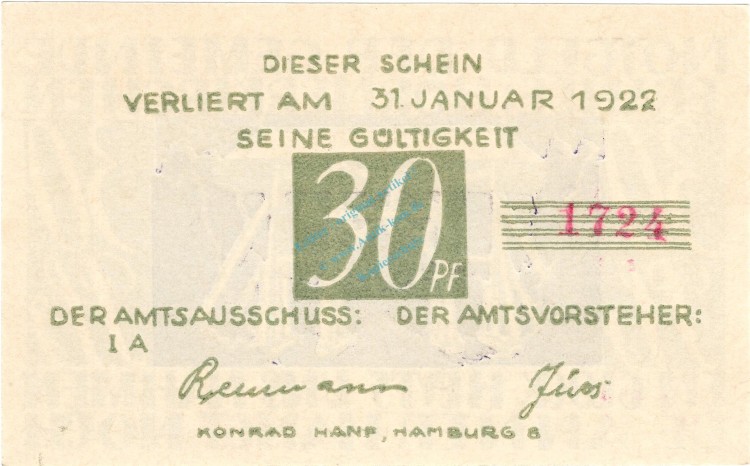 DIESER SCHEIN
VERLIERT AM 31. JANUAR 1922
SEINE GÜLTIGKEIT
30 PF
1724
DER AMTSAUSSCHUSS: DER AMTSVORSTEHER:
I A
KONRAD HANF, HAMBURG 8